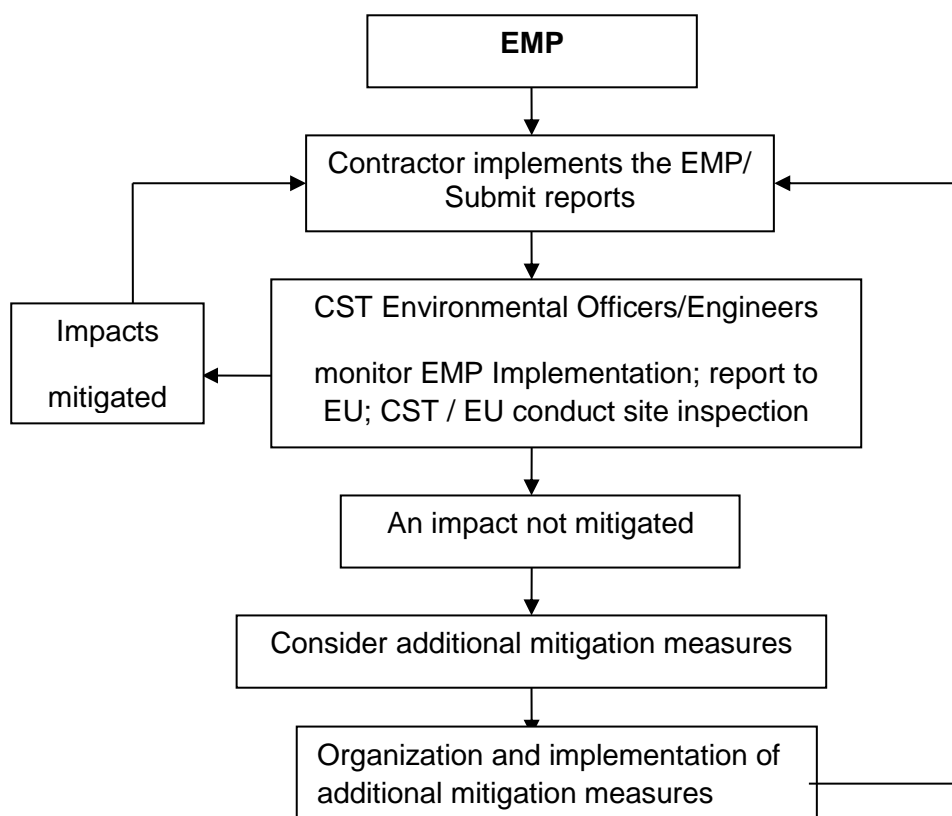 EMP
Contractor implements the EMP/
Submit reports
Impacts
mitigated
CST Environmental Officers/Engineers
monitor EMP Implementation; report to
EU; CST / EU conduct site inspection
An impact not mitigated
Consider additional mitigation measures
Organization and implementation of
additional mitigation measures